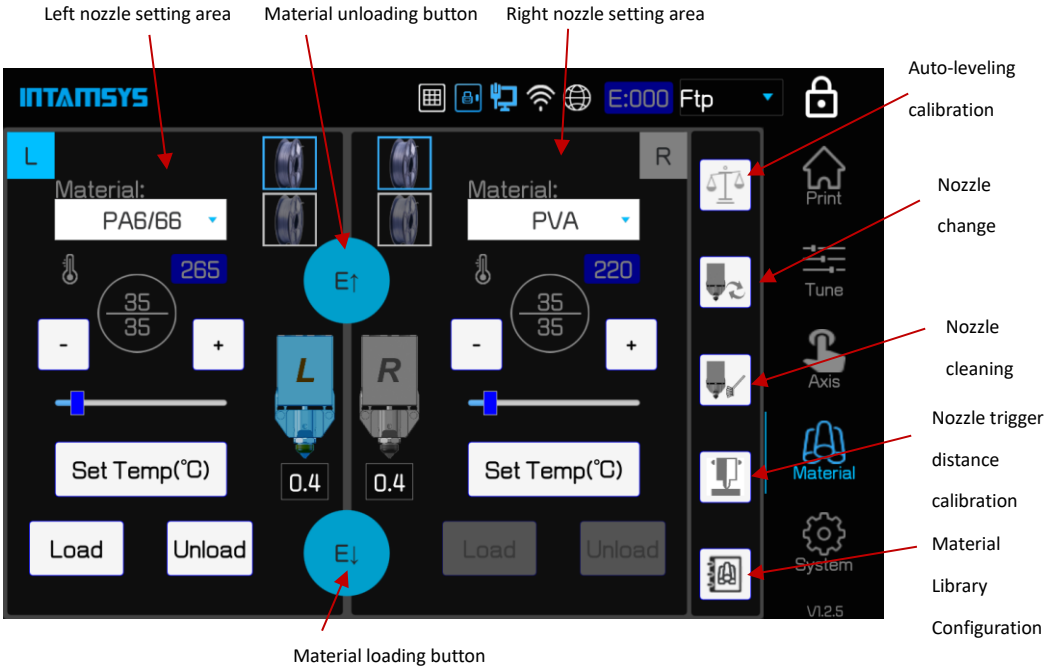 Left nozzle setting area
Material unloading button
Right nozzle setting area
Auto-leveling
calibration
INTAMSYS
E:000
Ftp
L
R
Material:
PA6/66
Material:
PVA
Print
Nozzle
change
265
E↑
220
35
35
35
35
Tune
-
+
-
+
Nozzle
cleaning
L
R
Axis
Nozzle trigger
distance
calibration
Set Temp(℃)
0.4
0.4
Set Temp(℃)
Material
Load
Unload
E↓
Load
Unload
System
Material
Library
Configuration
V1.2.5
Material loading button